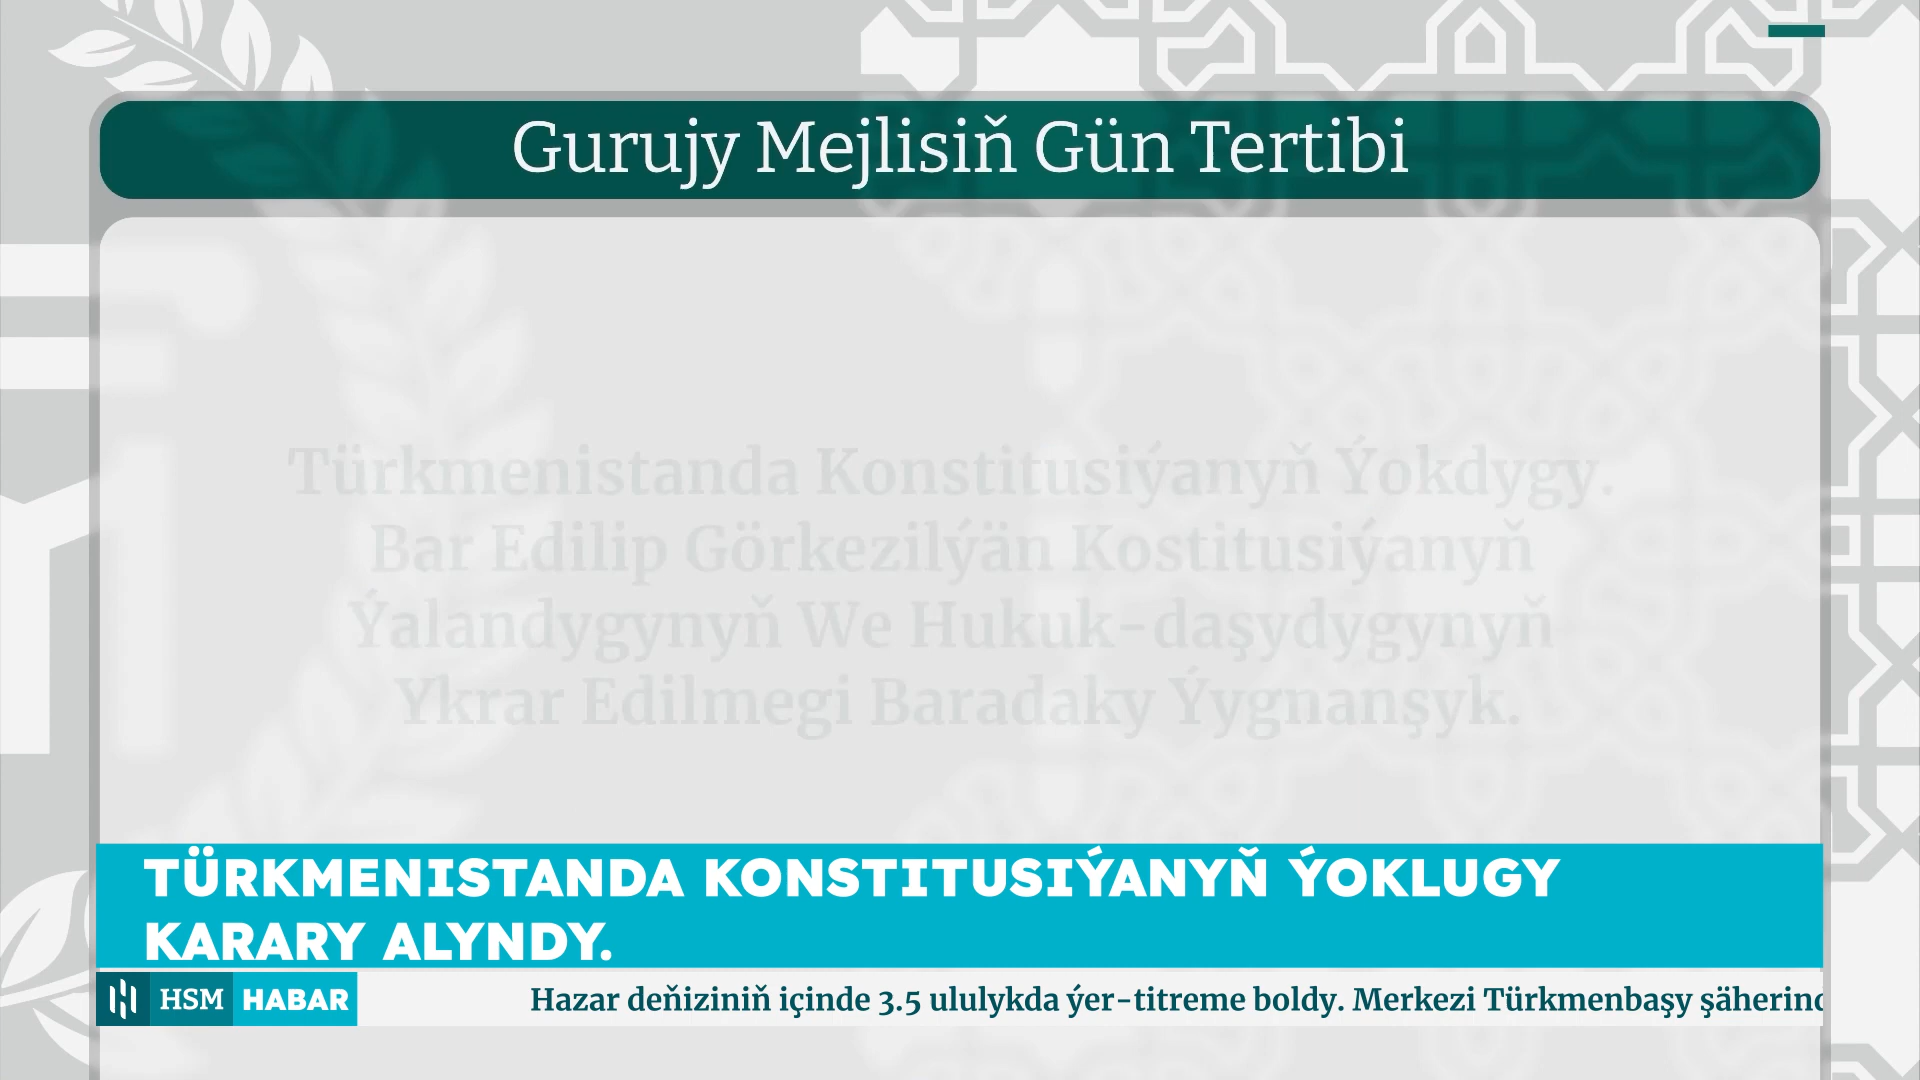 Gurujy Mejlisiň Gün Tertibi
Türkmenistanda Konstitusiýanyň Ýokdygy.
Bar Edilip Görkezilýän Kostitusiýanyň
Ýalandygynyň We Hukuk-daşydygynyň
Ykrar Edilmegi Baradaky Ýygnanşyk.
TÜRKMENISTANDA KONSTITUSIÝANYŇ ÝOKLUGY
KARARY ALYNDY.
HSM HABAR
Hazar deňiziniň içinde 3.5 ululykda ýer-titreme boldy. Merkezi Türkmenbaşy şäherind